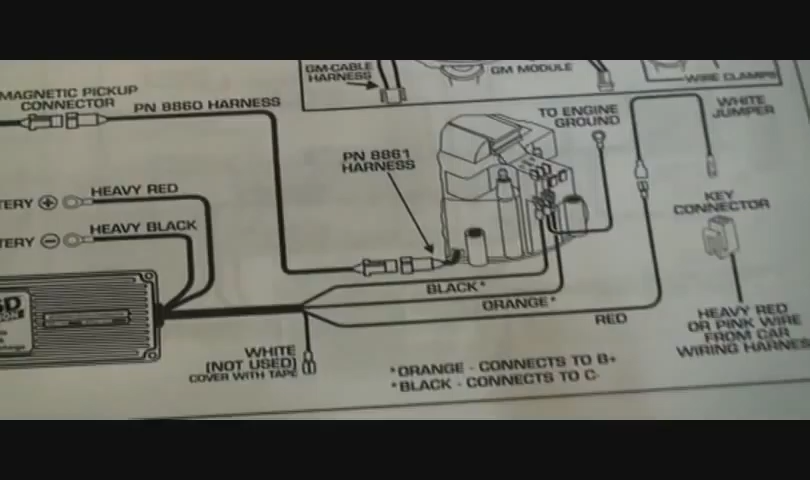 GM-CABLE
HARNESS
GM MODULE
WIRE CLAMPS
MAGNETIC PICKUP
CONNECTOR
PN 8860 HARNESS
TO ENGINE
GROUND
WHITE
JUMPER
PN 8861
HARNESS
TERY + HEAVY RED
KEY
CONNECTOR
TERY - HEAVY BLACK
BLACK*
ORANGE*
RED
HEAVY RED
OR PINK WIRE
FROM CAR
WIRING HARNES
WHITE
(NOT USED)
COVER WITH TAPE
*ORANGE - CONNECTS TO B+
*BLACK - CONNECTS TO C-